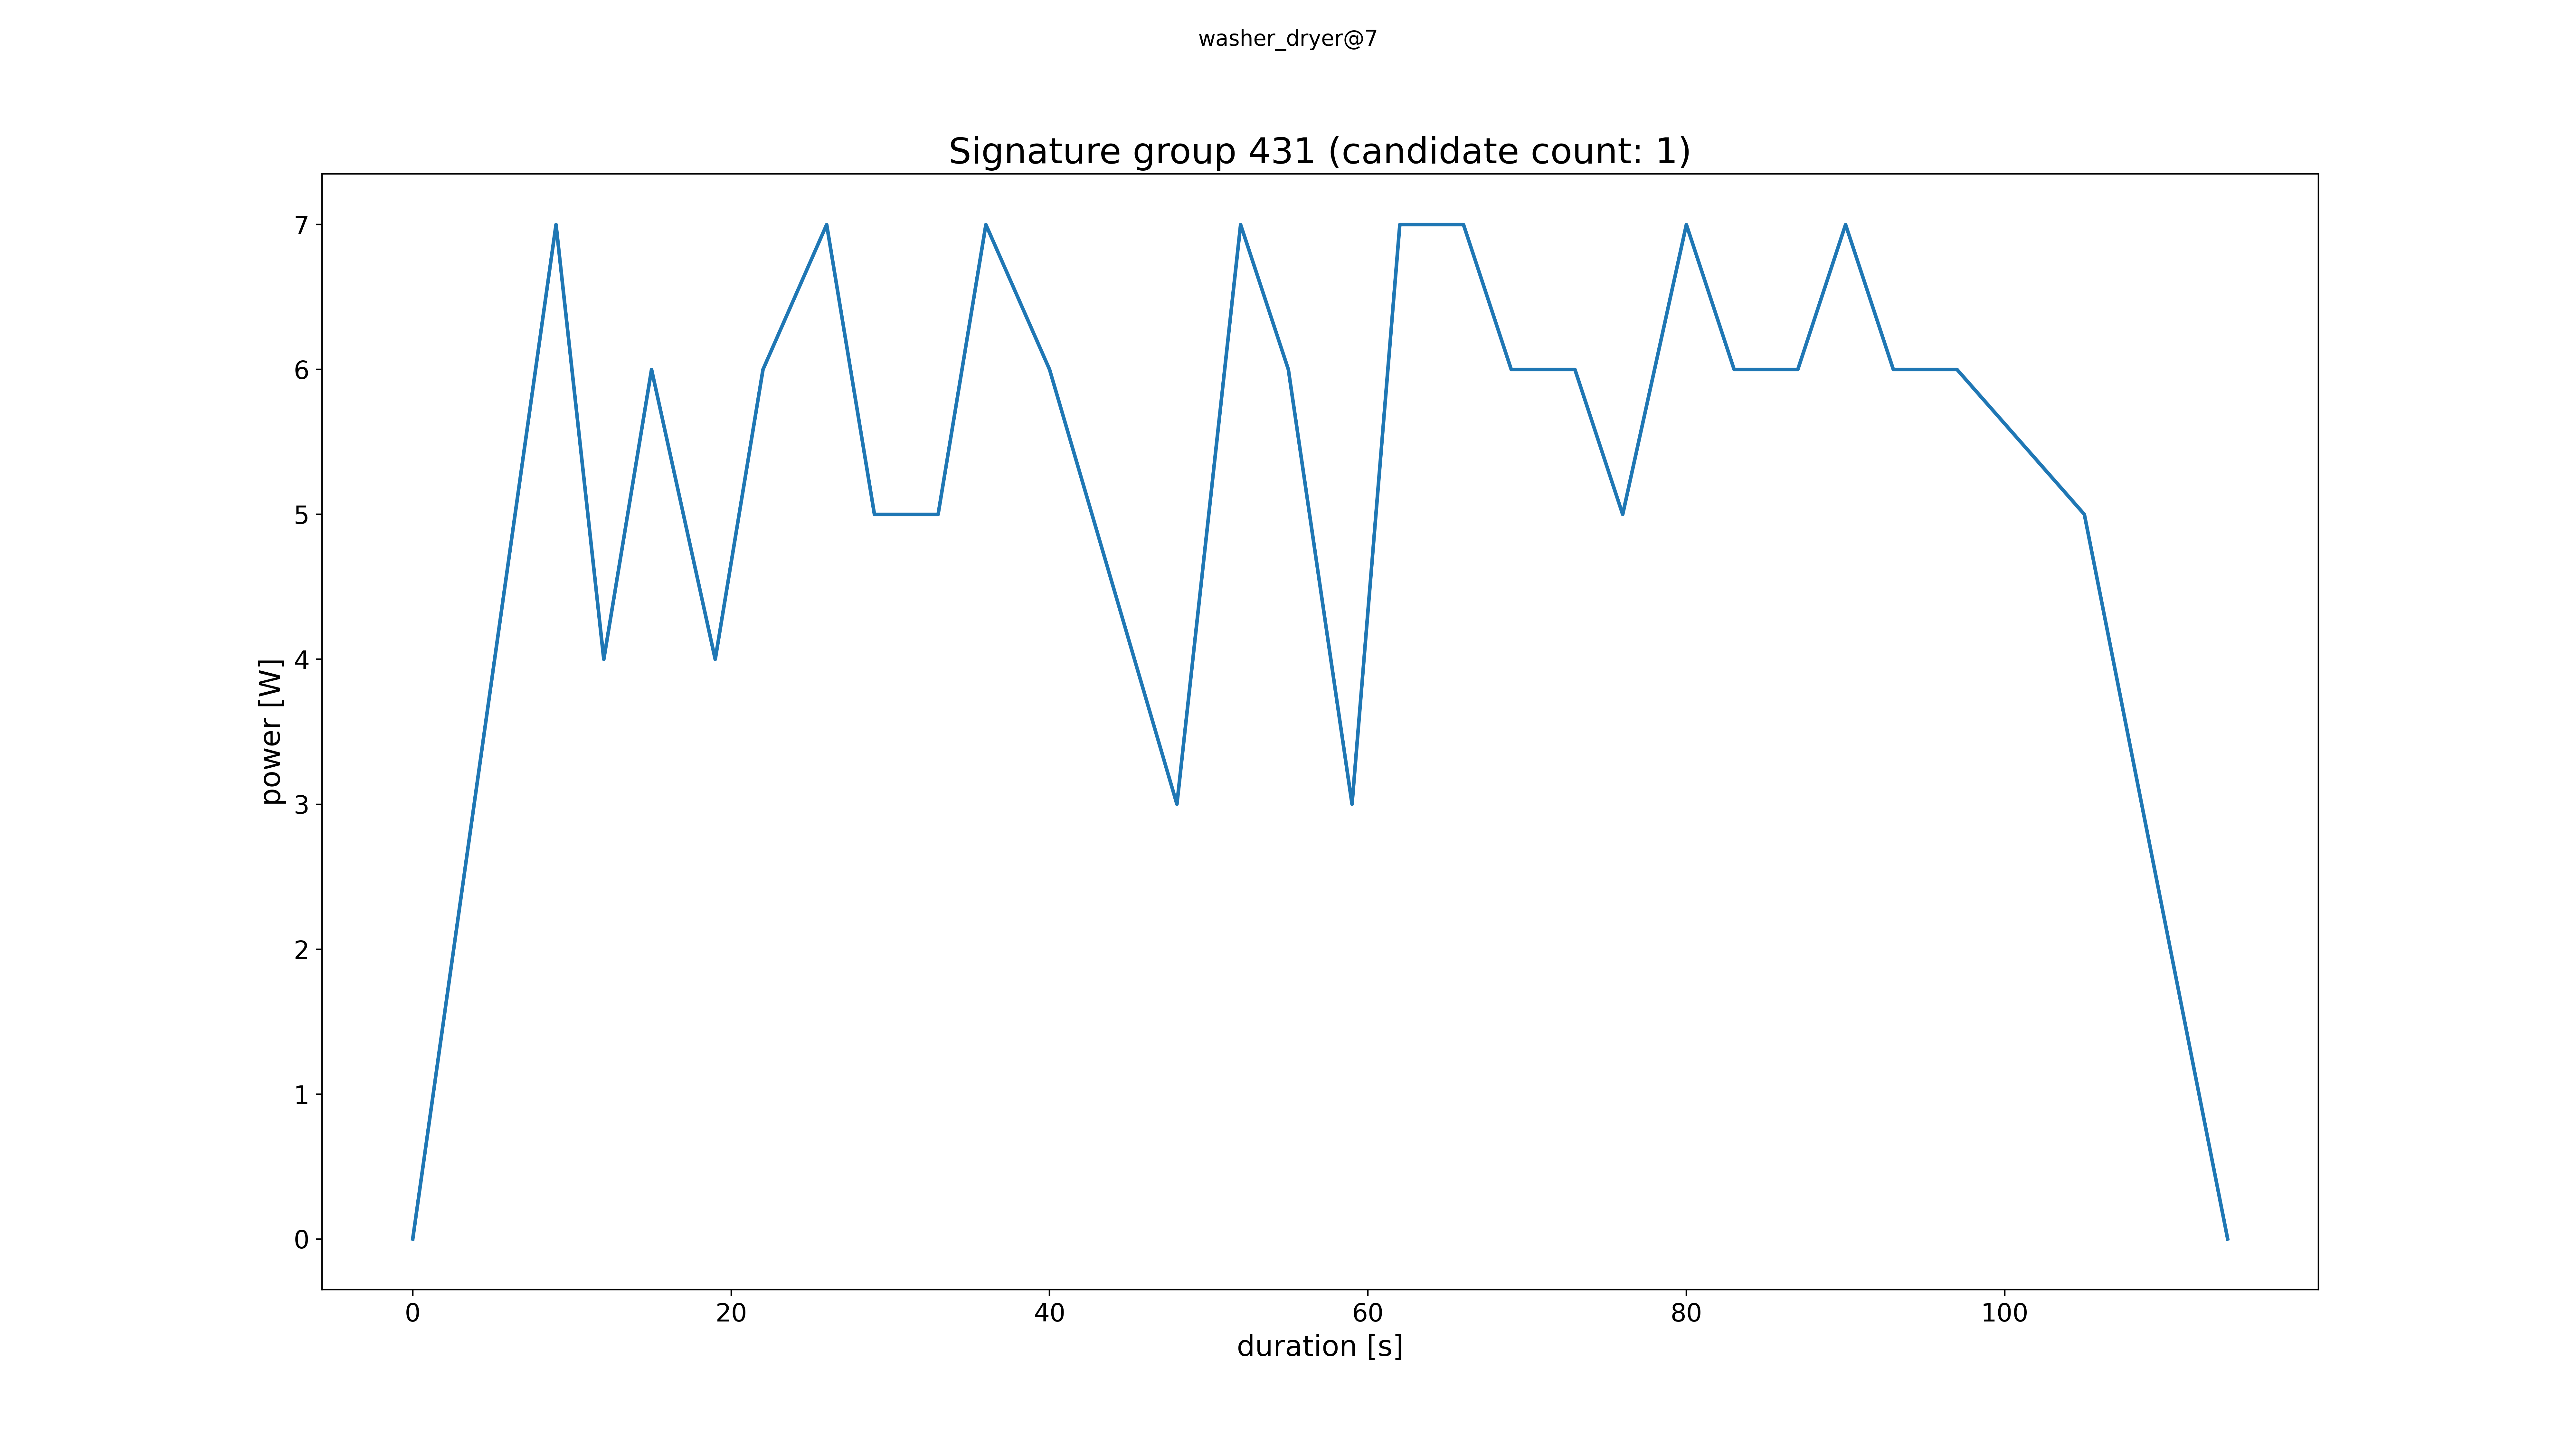 washer_dryer@7
Signature group 431 (candidate count: 1)
7
6
5
4
3
2
1
0
power [W]
0 20 40 60 80 100
duration [s]